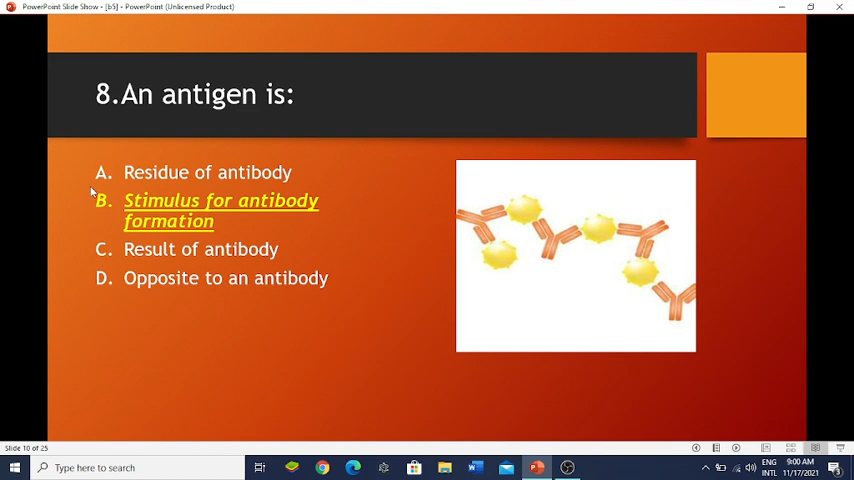 PowerPoint Slide Show - [b5] - PowerPoint (Unlicensed Product)
8.An antigen is:
A. Residue of antibody
B. Stimulus for antibody
formation
C. Result of antibody
D. Opposite to an antibody
Slide 10 of 25
Type here to search
ENG
INTL
9:00 AM
11/17/2021
3